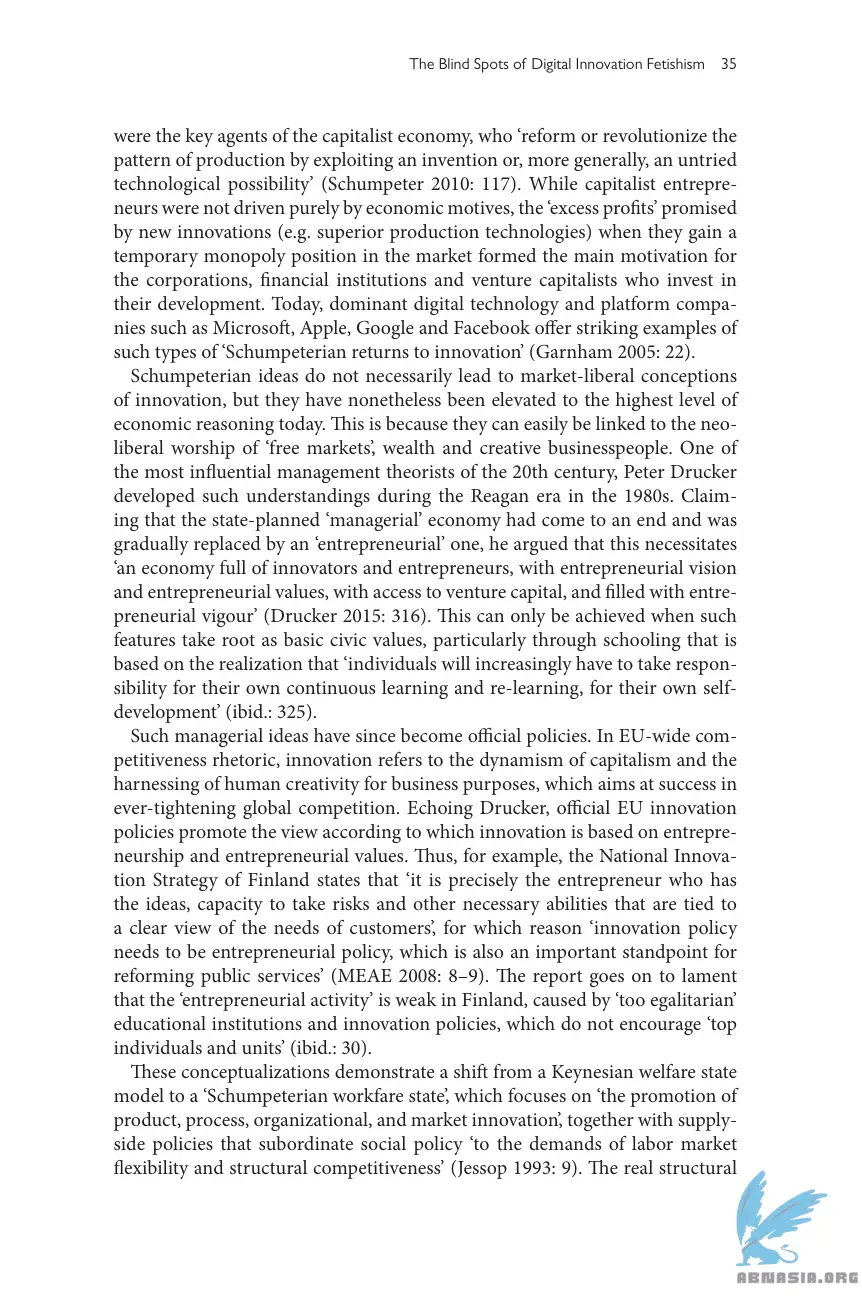 The Blind Spots of Digital Innovation Fetishism 35
were the key agents of the capitalist economy, who ‘reform or revolutionize the
pattern of production by exploiting an invention or, more generally, an untried
technological possibility’ (Schumpeter 2010: 117). While capitalist entrepre-
neurs were not driven purely by economic motives, the ‘excess profits’ promised
by new innovations (e.g. superior production technologies) when they gain a
temporary monopoly position in the market formed the main motivation for
the corporations, financial institutions and venture capitalists who invest in
their development. Today, dominant digital technology and platform compa-
nies such as Microsoft, Apple, Google and Facebook offer striking examples of
such types of ‘Schumpeterian returns to innovation’ (Garnham 2005: 22).
Schumpeterian ideas do not necessarily lead to market-liberal conceptions
of innovation, but they have nonetheless been elevated to the highest level of
economic reasoning today. This is because they can easily be linked to the neo-
liberal worship of ‘free markets’, wealth and creative businesspeople. One of
the most influential management theorists of the 20th century, Peter Drucker
developed such understandings during the Reagan era in the 1980s. Claim-
ing that the state-planned ‘managerial’ economy had come to an end and was
gradually replaced by an ‘entrepreneurial’ one, he argued that this necessitates
‘an economy full of innovators and entrepreneurs, with entrepreneurial vision
and entrepreneurial values, with access to venture capital, and filled with entre-
preneurial vigour’ (Drucker 2015: 316). This can only be achieved when such
features take root as basic civic values, particularly through schooling that is
based on the realization that ‘individuals will increasingly have to take respon-
sibility for their own continuous learning and re-learning, for their own self-
development’ (ibid.: 325).
Such managerial ideas have since become official policies. In EU-wide com-
petitiveness rhetoric, innovation refers to the dynamism of capitalism and the
harnessing of human creativity for business purposes, which aims at success in
ever-tightening global competition. Echoing Drucker, official EU innovation
policies promote the view according to which innovation is based on entrepre-
neurship and entrepreneurial values. Thus, for example, the National Innova-
tion Strategy of Finland states that ‘it is precisely the entrepreneur who has
the ideas, capacity to take risks and other necessary abilities that are tied to
a clear view of the needs of customers’, for which reason ‘innovation policy
needs to be entrepreneurial policy, which is also an important standpoint for
reforming public services’ (MEAE 2008: 8–9). The report goes on to lament
that the ‘entrepreneurial activity’ is weak in Finland, caused by ‘too egalitarian’
educational institutions and innovation policies, which do not encourage ‘top
individuals and units’ (ibid.: 30).
These conceptualizations demonstrate a shift from a Keynesian welfare state
model to a ‘Schumpeterian workfare state’, which focuses on ‘the promotion of
product, process, organizational, and market innovation’, together with supply-
side policies that subordinate social policy ‘to the demands of labor market
flexibility and structural competitiveness’ (Jessop 1993: 9). The real structural
ABNASIA.ORG